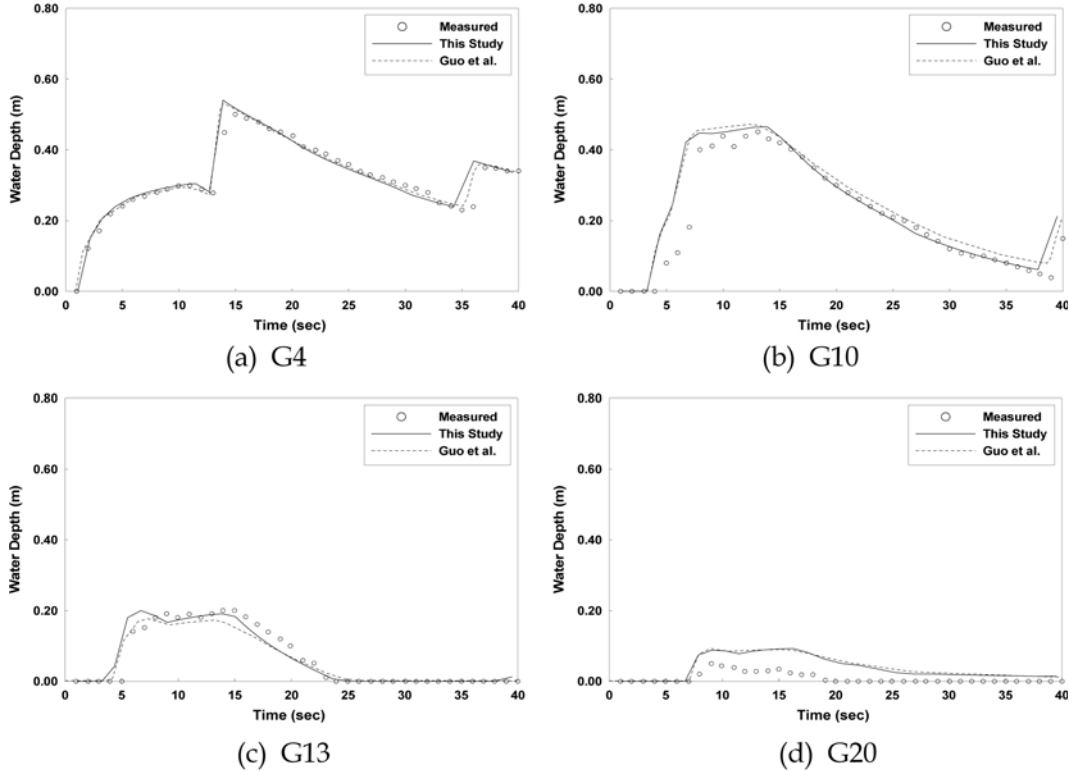 0.80
0.60
0.40
0.20
0.00
Water Depth (m)
Measured
This Study
Guo et al.
0 5 10 15 20 25 30 35 40
Time (sec)
(a) G4
0.80
0.60
0.40
0.20
0.00
Water Depth (m)
Measured
This Study
Guo et al.
0 5 10 15 20 25 30 35 40
Time (sec)
(b) G10
0.80
0.60
0.40
0.20
0.00
Water Depth (m)
Measured
This Study
Guo et al.
0 5 10 15 20 25 30 35 40
Time (sec)
(c) G13
0.80
0.60
0.40
0.20
0.00
Water Depth (m)
Measured
This Study
Guo et al.
0 5 10 15 20 25 30 35 40
Time (sec)
(d) G20